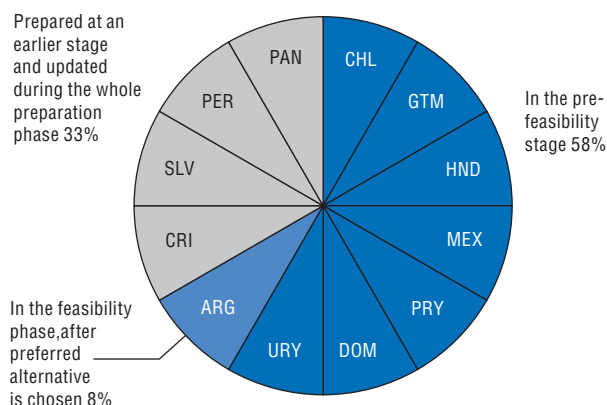 Prepared at an
earlier stage
and updated
during the whole
preparation
phase 33%
PAN
CHL
PER
GTM
In the pre-
feasibility
stage 58%
SLV
HND
CRI
MEX
ARG
PRY
URY
DOM
In the feasibility
phase,after
preferred
alternative
is chosen 8%